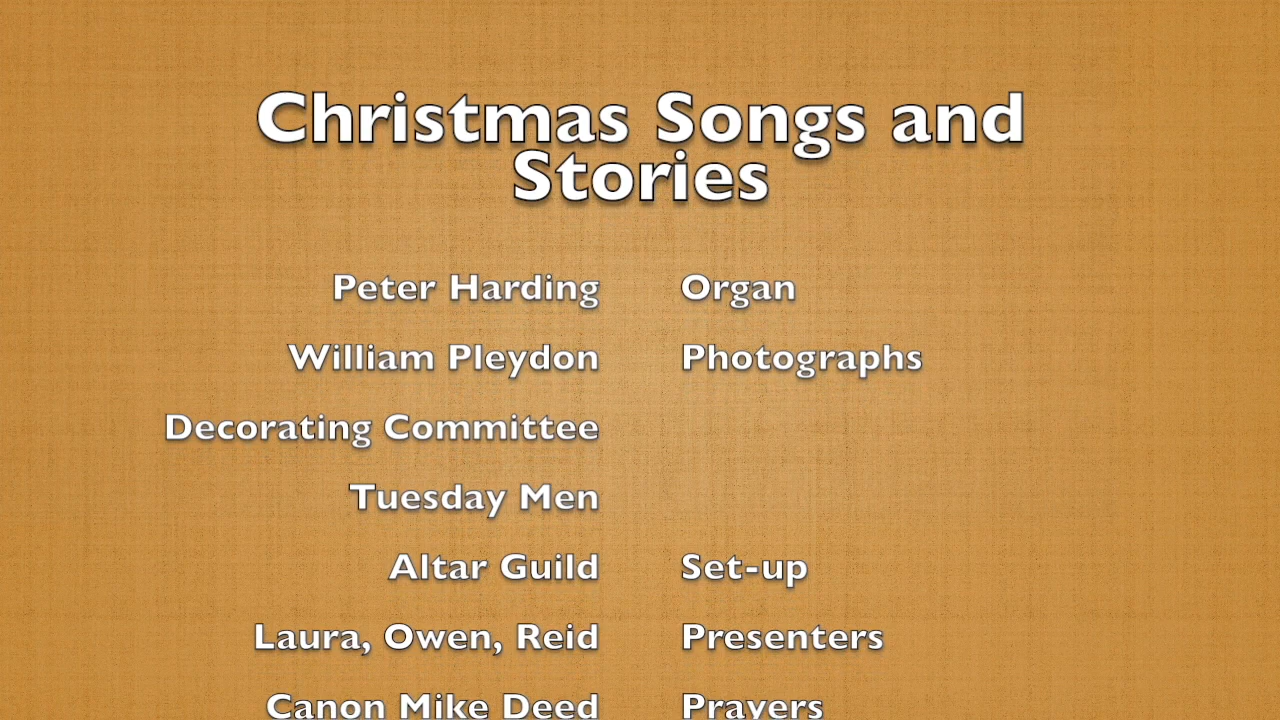 Christmas Songs and
Stories
Peter Harding Organ
William Pleydon Photographs
Decorating Committee
Tuesday Men
Altar Guild Set-up
Laura, Owen, Reid Presenters
Canon Mike Deed Prayers